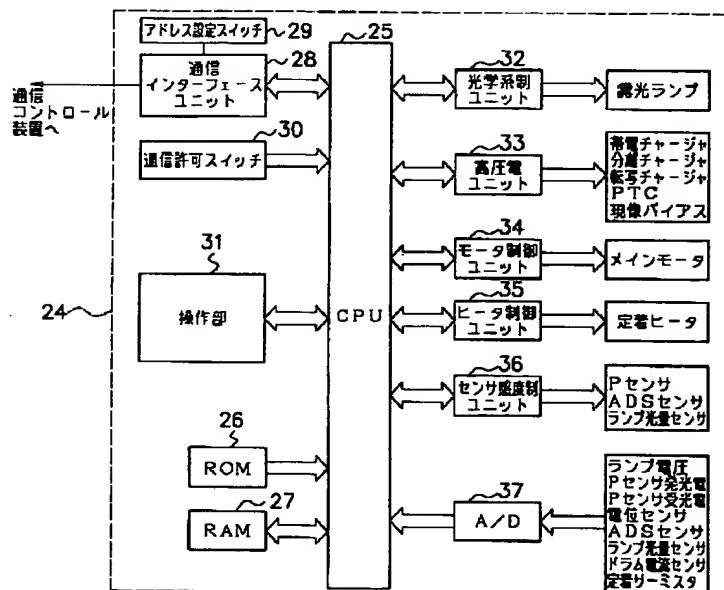 アドレス設定スイッチ
29
25
28
通信
インターフェース
ユニット
通信
コントロール
装置へ
30
通信許可スイッチ
31
操作部
24
26
ROM
27
RAM
CPU
32
光学系制
ユニット
露光ランプ
33
高圧電
ユニット
帯電チャージャ
分離チャージャ
転写チャージャ
PTC
現像バイアス
34
モータ制御
ユニット
メインモータ
35
ヒータ制御
ユニット
定着ヒータ
36
センサ感度制
ユニット
Pセンサ
ADSセンサ
ランプ光量センサ
37
A/D
ランプ電圧
Pセンサ発光電
Pセンサ受光電
電位センサ
ADSセンサ
ランプ光量センサ
ドラム電流センサ
定着サーミスタ